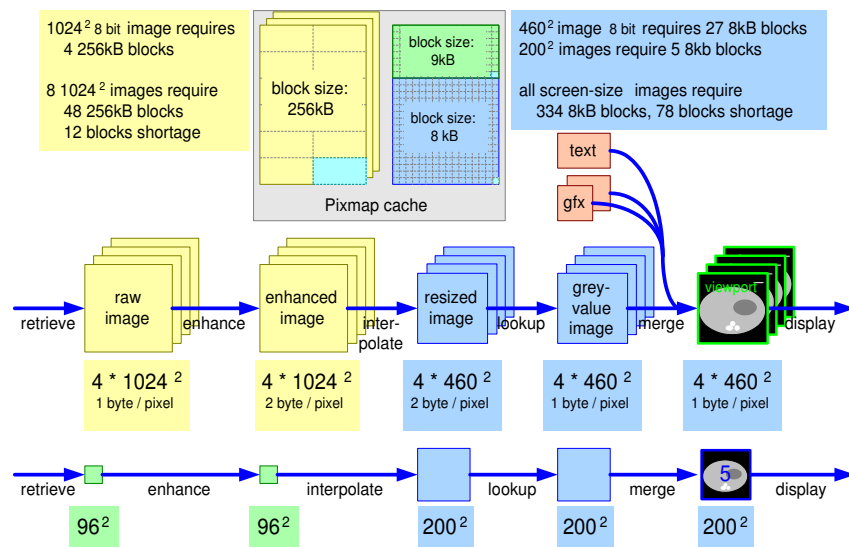 1024² 8 bit image requires
4 256kB blocks
8 1024² images require
48 256kB blocks
12 blocks shortage
block size:
256kB
block size:
9kB
block size:
8 kB
Pixmap cache
460² image 8 bit requires 27 8kB blocks
200² images require 5 8kb blocks
all screen-size images require
334 8kB blocks, 78 blocks shortage
text
gfx
retrieve
raw
image
enhance
enhanced
image
inter-
polate
resized
image
lookup
grey-
value
image
merge
viewport
display
4 * 1024 ²
1 byte / pixel
4 * 1024 ²
2 byte / pixel
4 * 460 ²
2 byte / pixel
4 * 460 ²
1 byte / pixel
4 * 460 ²
1 byte / pixel
retrieve
enhance
interpolate
lookup
merge
5
display
96²
96²
200²
200²
200²